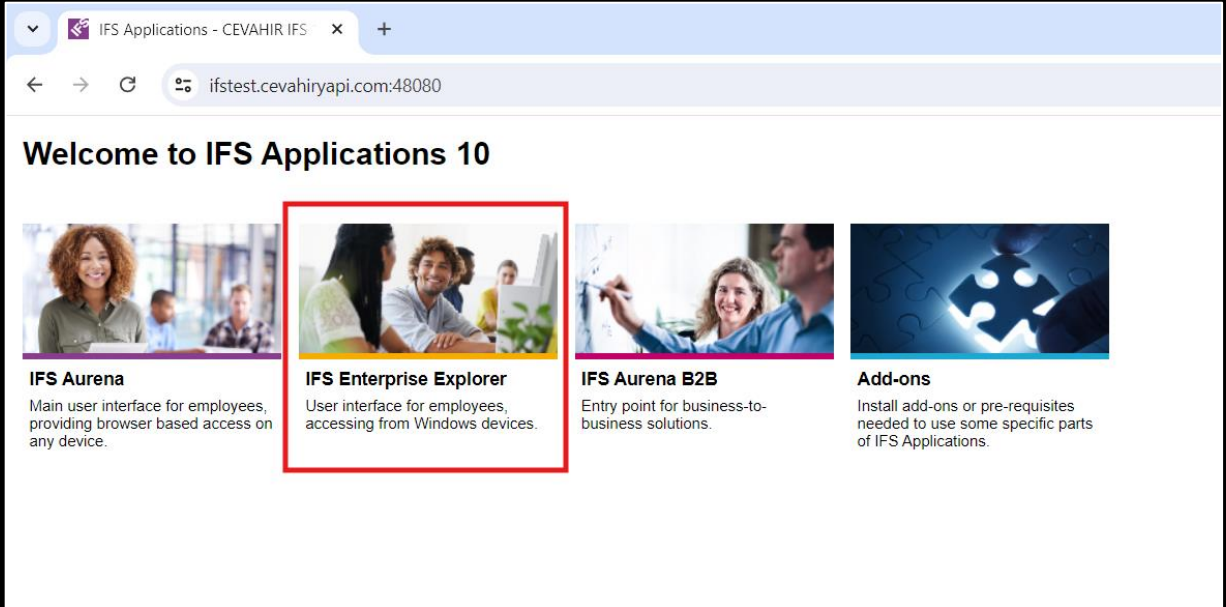 IFS Applications - CEVAHIR IFS
ifstest.cevahiryapi.com:48080
Welcome to IFS Applications 10
IFS Aurena
Main user interface for employees,
providing browser based access on
any device.
IFS Enterprise Explorer
User interface for employees,
accessing from Windows devices.
IFS Aurena B2B
Entry point for business-to-
business solutions.
Add-ons
Install add-ons or pre-requisites
needed to use some specific parts
of IFS Applications.